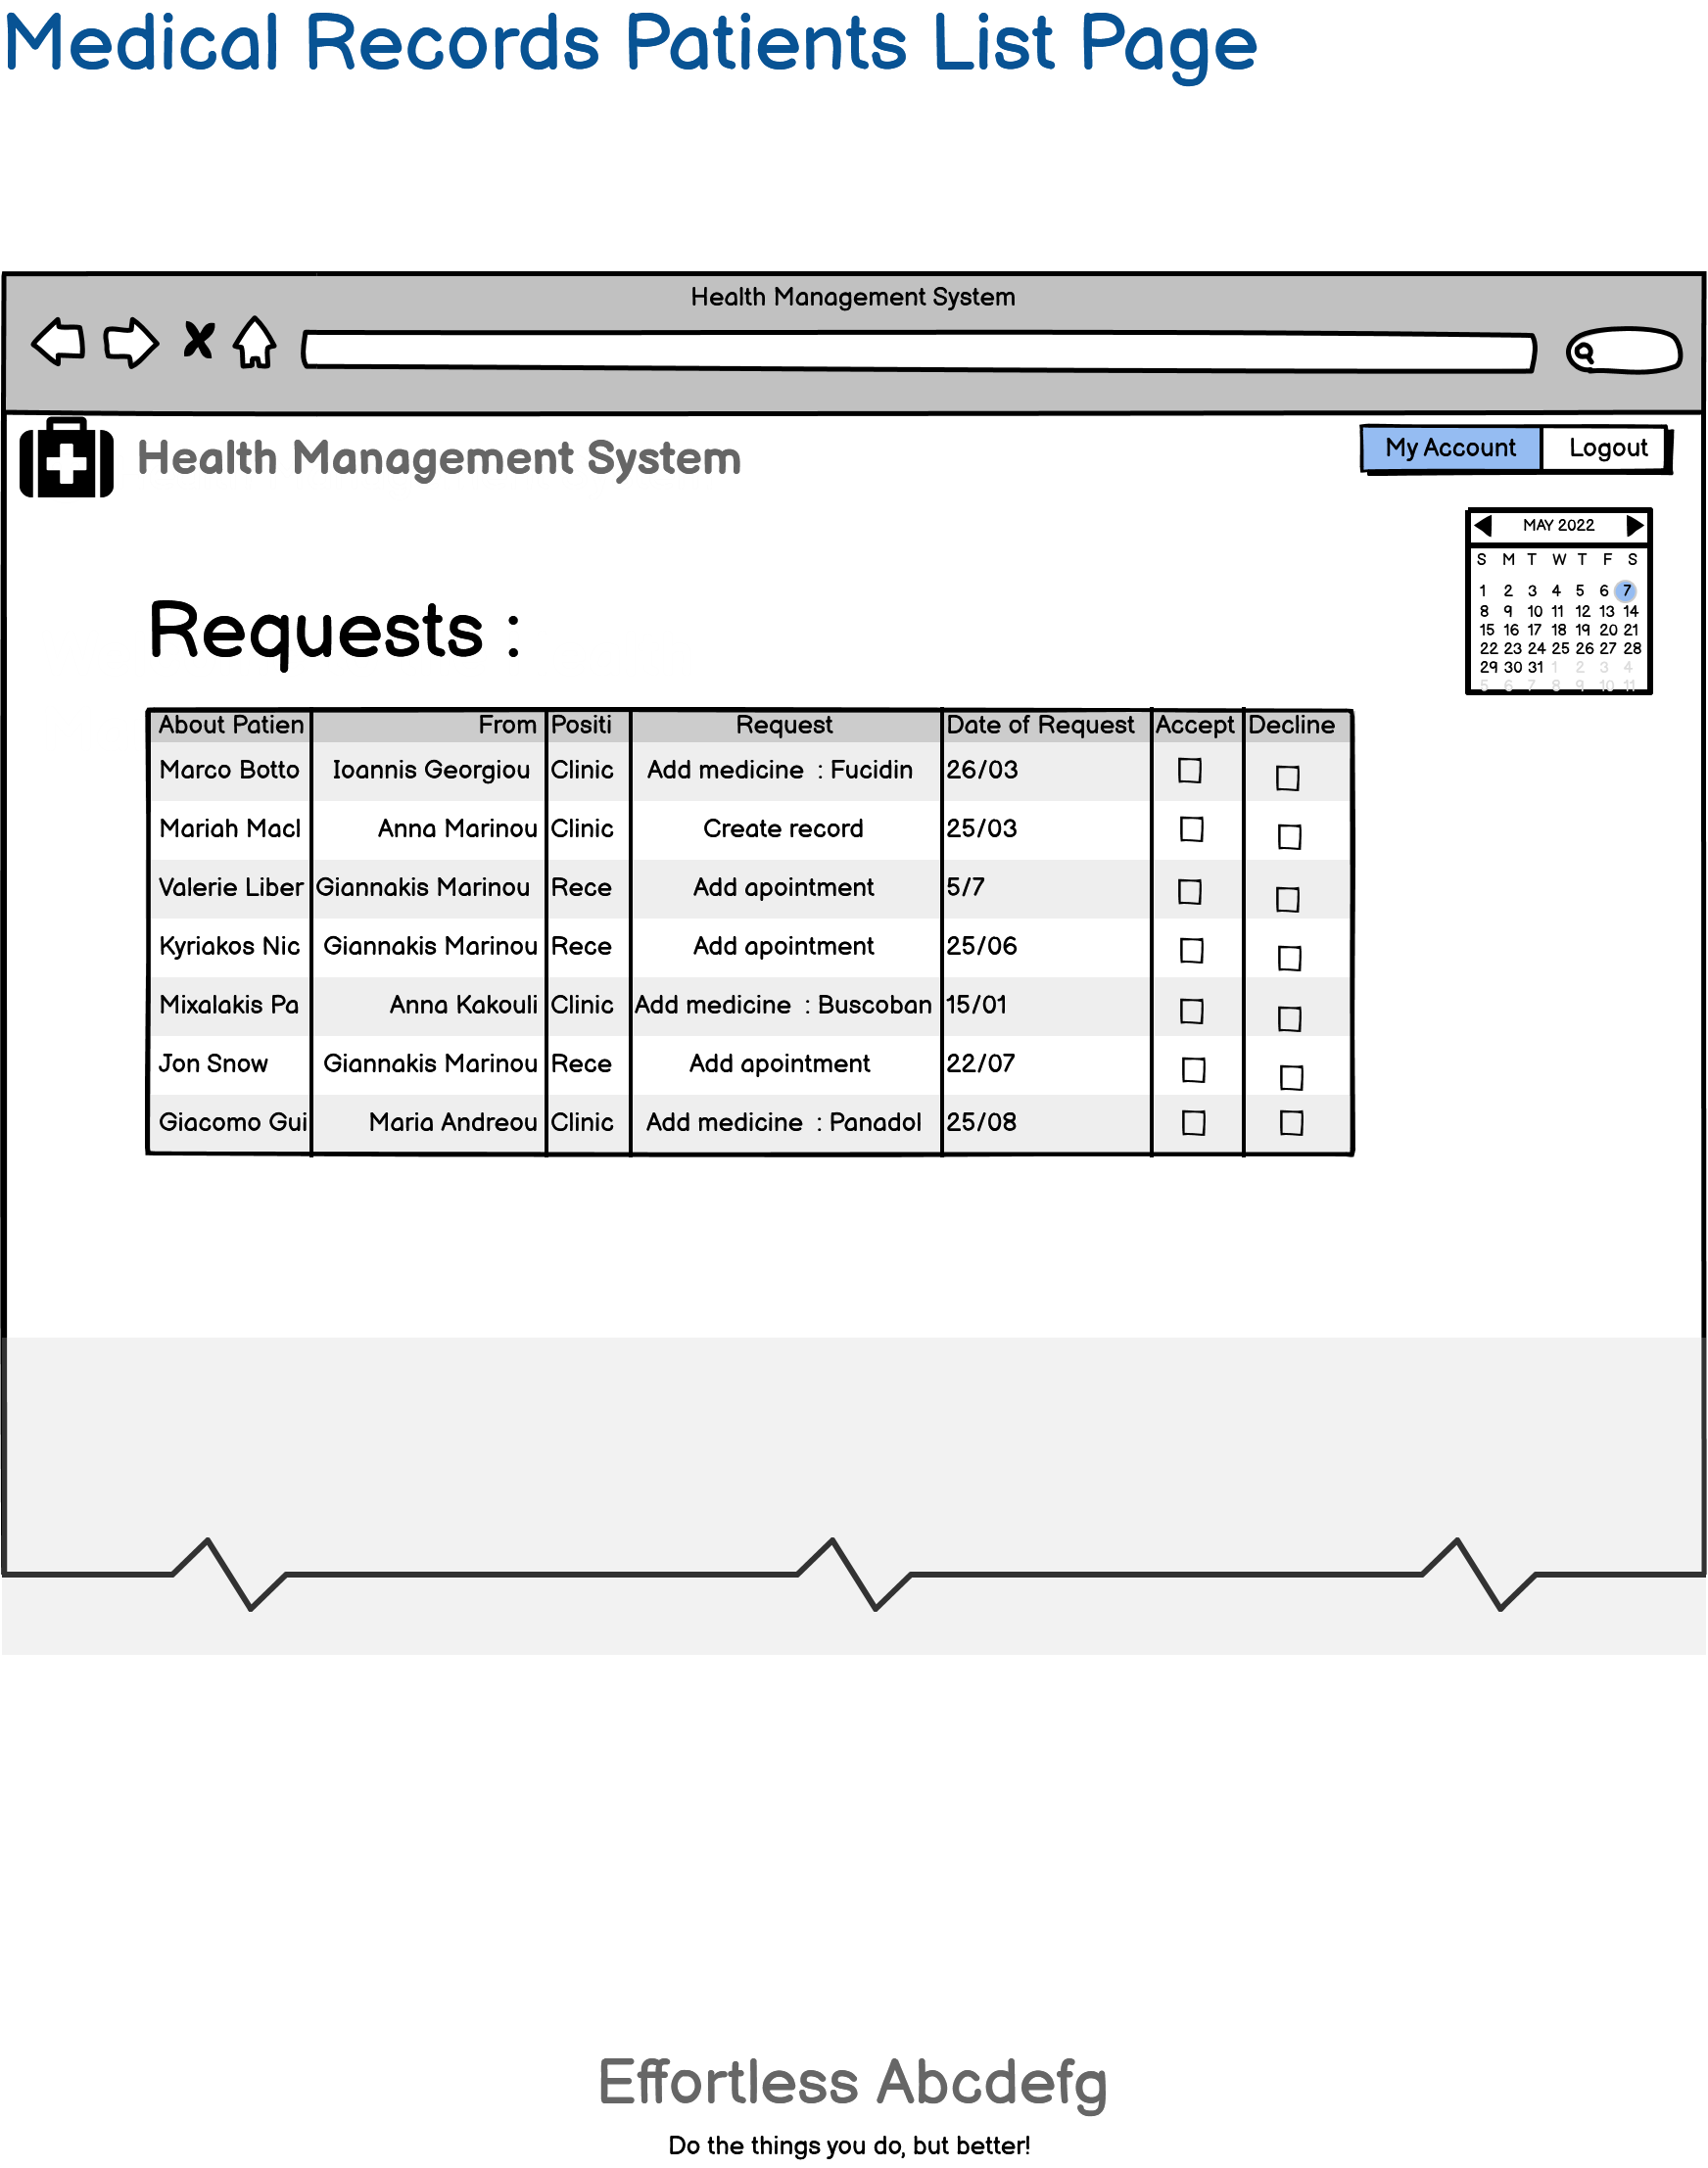 Medical Records Patients List Page
Health Management System
Health Management System
My Account Logout
MAY 2022
S M T W T F S
1 2 3 4 5 6 7
8 9 10 11 12 13 14
15 16 17 18 19 20 21
22 23 24 25 26 27 28
29 30 31 1 2 3 4
5 6 7 8 9 10 11
Requests :
About Patien From Positi Request Date of Request Accept Decline
Marco Botto Ioannis Georgiou Clinic Add medicine : Fucidin 26/03
Mariah Macl Anna Marinou Clinic Create record 25/03
Valerie Liber Giannakis Marinou Rece Add apointment 5/7
Kyriakos Nic Giannakis Marinou Rece Add apointment 25/06
Mixalakis Pa Anna Kakouli Clinic Add medicine : Buscoban 15/01
Jon Snow Giannakis Marinou Rece Add apointment 22/07
Giacomo Gui Maria Andreou Clinic Add medicine : Panadol 25/08
Effortless Abcdefg
Do the things you do, but better!